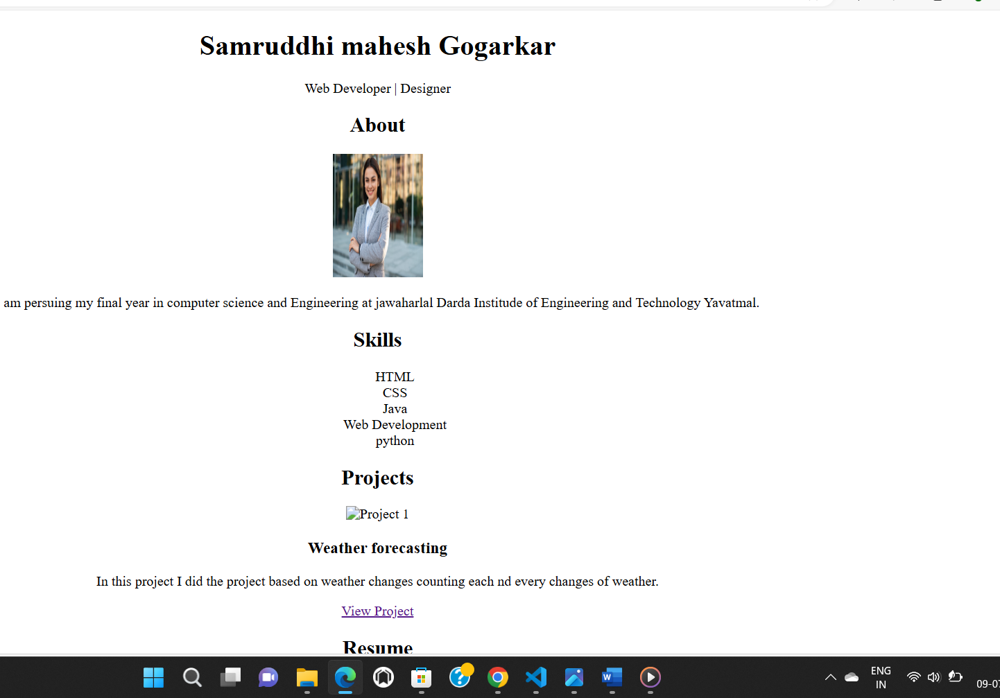 Samruddhi mahesh Gogarkar
Web Developer | Designer
About
am persuing my final year in computer science and Engineering at jawaharlal Darda Institude of Engineering and Technology Yavatmal.
Skills
HTML
CSS
Java
Web Development
python
Projects
Project 1
Weather forecasting
In this project I did the project based on weather changes counting each nd every changes of weather.
View Project
Resume
ENG
IN
09-07